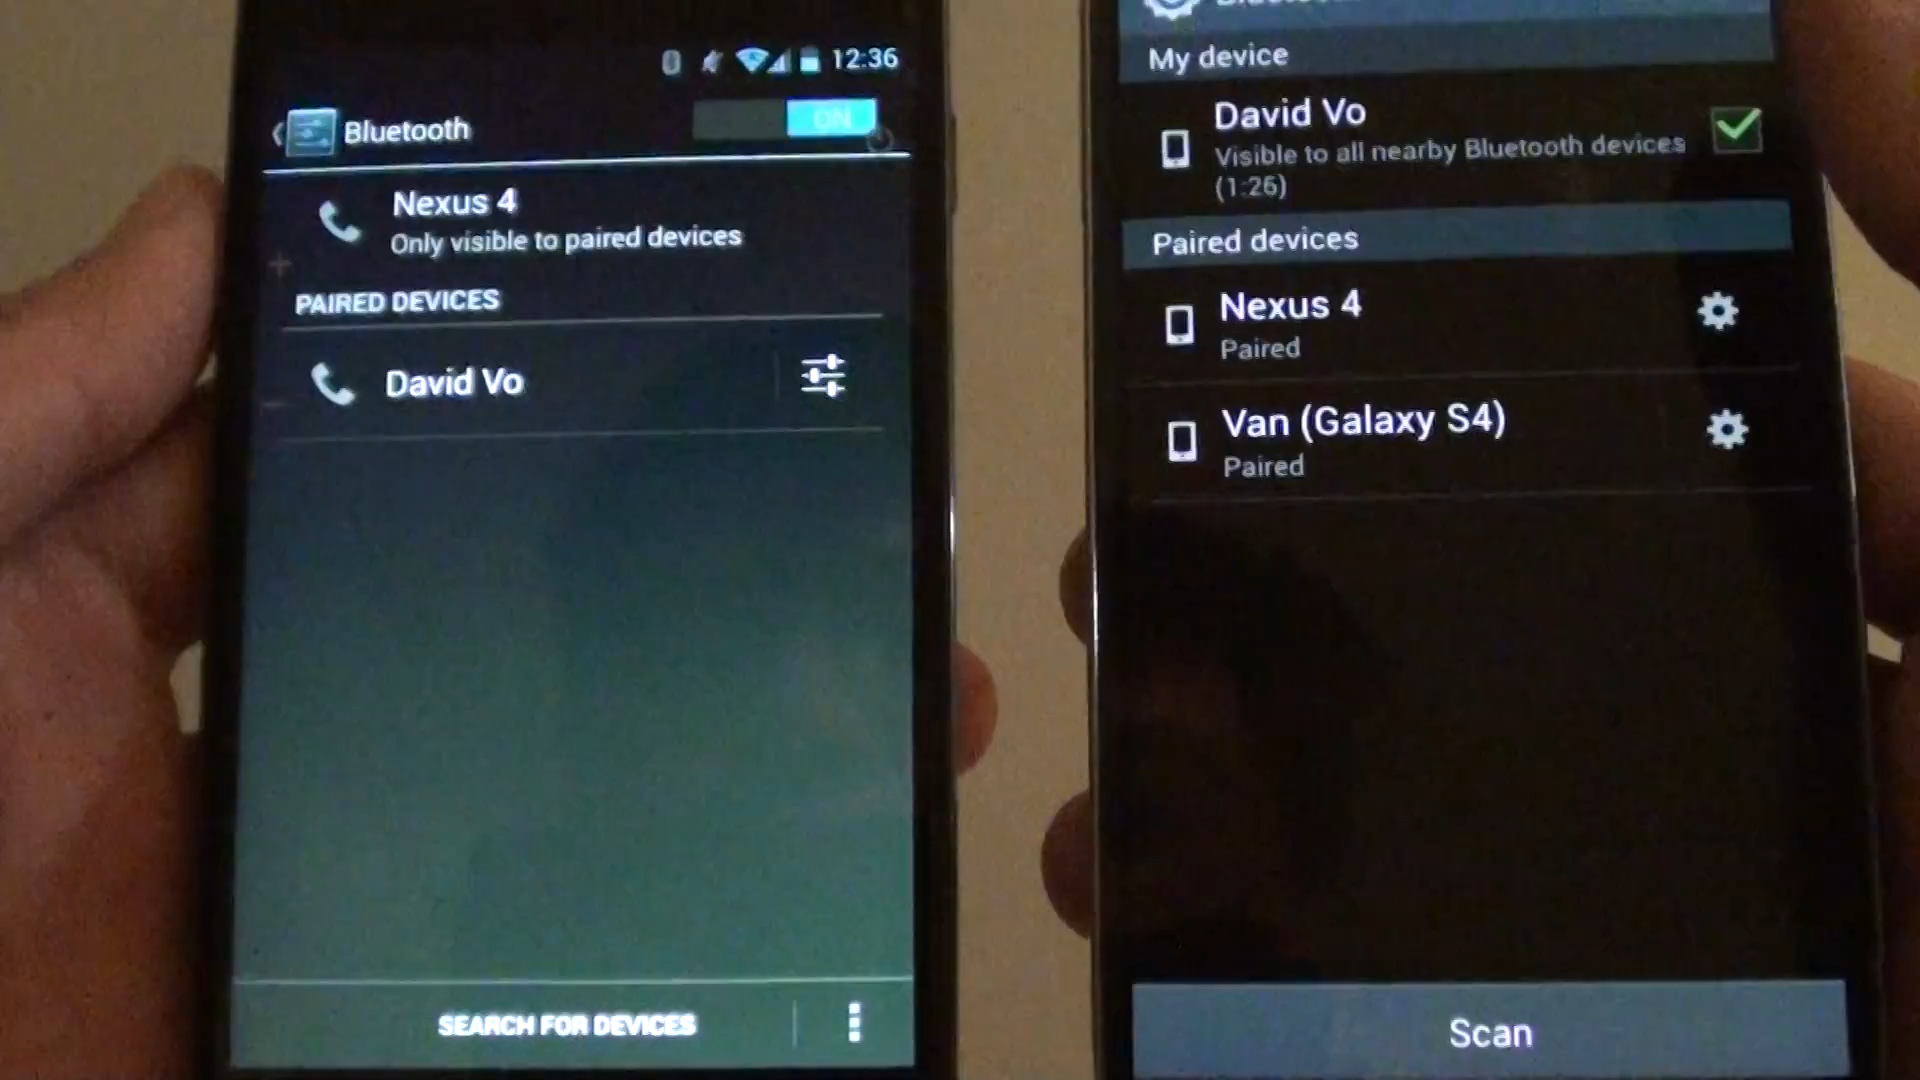 12:36
Bluetooth
ON
Nexus 4
Only visible to paired devices
PAIRED DEVICES
David Vo
SEARCH FOR DEVICES
My device
David Vo
Visible to all nearby Bluetooth devices
(1:26)
Paired devices
Nexus 4
Paired
Van (Galaxy S4)
Paired
Scan